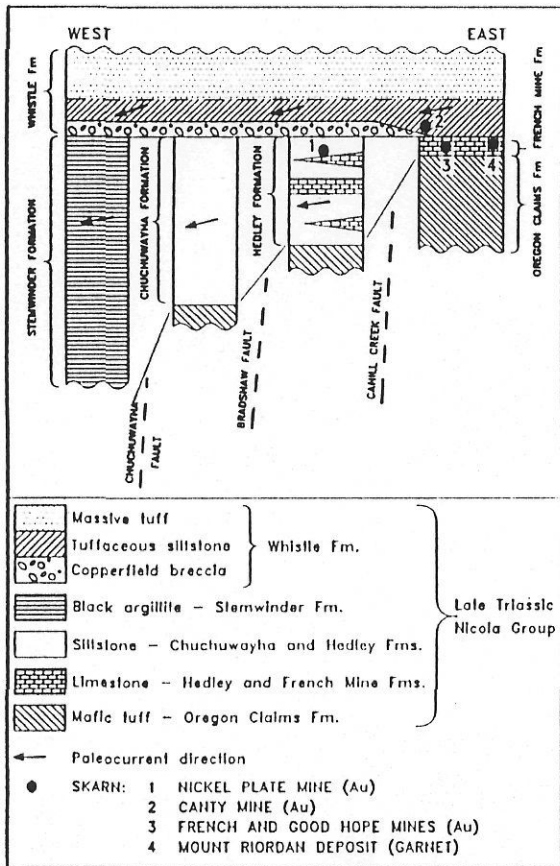 WEST
EAST
WHISTLE Fm
STEMWINDER FORMATION
CHUCHUWAYHA FORMATION
HEDLEY FORMATION
FRENCH MINE Fm
OREGON CLAIMS Fm
1
2
3
4
CHUCHUWAYHA
FAULT
BRADSHAW FAULT
CAHILL CREEK FAULT
Massive tuff
Tuffaceous siltstone
Copperfield breccia
Whistle Fm.
Black argillite – Stemwinder Fm.
Siltstone – Chuchuwayha and Hedley Fms.
Limestone – Hedley and French Mine Fms.
Mafic tuff – Oregon Claims Fm.
Late Triassic
Nicola Group
Paleocurrent direction
SKARN: 1 NICKEL PLATE MINE (Au)
2 CANTY MINE (Au)
3 FRENCH AND GOOD HOPE MINES (Au)
4 MOUNT RIORDAN DEPOSIT (GARNET)